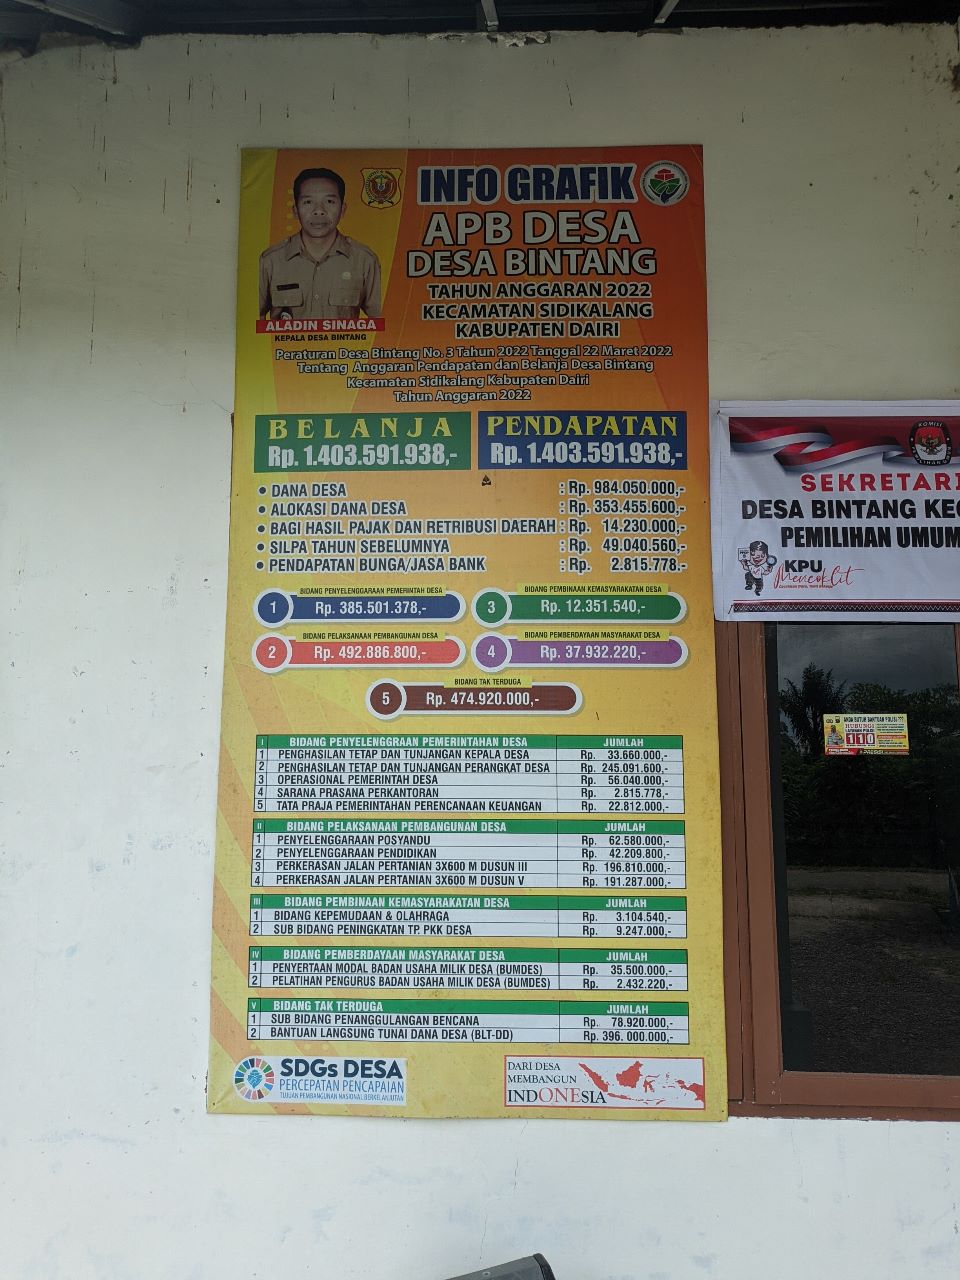 INFO GRAFIK
APB DESA
DESA BINTANG
TAHUN ANGGARAN 2022
KECAMATAN SIDIKALANG
KABUPATEN DAIRI
ALADIN SINAGA
KEPALA DESA BINTANG
Peraturan Desa Bintang No. 3 Tahun 2022 Tanggal 22 Maret 2022
Tentang Anggaran Pendapatan dan Belanja Desa Bintang
Kecamatan Sidikalang Kabupaten Dairi
Tahun Anggaran 2022
BELANJA
Rp. 1.403.591.938,-
PENDAPATAN
Rp. 1.403.591.938,-
• DANA DESA : Rp. 984.050.000,-
• ALOKASI DANA DESA : Rp. 353.455.600,-
• BAGI HASIL PAJAK DAN RETRIBUSI DAERAH : Rp. 14.230.000,-
• SILPA TAHUN SEBELUMNYA : Rp. 49.040.560,-
• PENDAPATAN BUNGA/JASA BANK : Rp. 2.815.778,-
BIDANG PENYELENGGARAAN PEMERINTAH DESA
1 Rp. 385.501.378,-
BIDANG PEMBINAAN KEMASYARAKATAN DESA
3 Rp. 12.351.540,-
BIDANG PELAKSANAAN PEMBANGUNAN DESA
2 Rp. 492.886.800,-
BIDANG PEMBERDAYAAN MASYARAKAT DESA
4 Rp. 37.932.220,-
BIDANG TAK TERDUGA
5 Rp. 474.920.000,-
I BIDANG PENYELENGGRAAN PEMERINTAHAN DESA JUMLAH
1 PENGHASILAN TETAP DAN TUNJANGAN KEPALA DESA Rp. 33.660.000,-
2 PENGHASILAN TETAP DAN TUNJANGAN PERANGKAT DESA Rp. 245.091.600,-
3 OPERASIONAL PEMERINTAH DESA Rp. 56.040.000,-
4 SARANA PRASANA PERKANTORAN Rp. 2.815.778,-
5 TATA PRAJA PEMERINTAHAN PERENCANAAN KEUANGAN Rp. 22.812.000,-
II BIDANG PELAKSANAAN PEMBANGUNAN DESA JUMLAH
1 PENYELENGGARAAN POSYANDU Rp. 62.580.000,-
2 PENYELENGGARAAN PENDIDIKAN Rp. 42.209.800,-
3 PERKERASAN JALAN PERTANIAN 3X600 M DUSUN III Rp. 196.810.000,-
4 PERKERASAN JALAN PERTANIAN 3X600 M DUSUN V Rp. 191.287.000,-
III BIDANG PEMBINAAN KEMASYARAKATAN DESA JUMLAH
1 BIDANG KEPEMUDAAN & OLAHRAGA Rp. 3.104.540,-
2 SUB BIDANG PENINGKATAN TP. PKK DESA Rp. 9.247.000,-
IV BIDANG PEMBERDAYAAN MASYARAKAT DESA JUMLAH
1 PENYERTAAN MODAL BADAN USAHA MILIK DESA (BUMDES) Rp. 35.500.000,-
2 PELATIHAN PENGURUS BADAN USAHA MILIK DESA (BUMDES) Rp. 2.432.220,-
V BIDANG TAK TERDUGA JUMLAH
1 SUB BIDANG PENANGGULANGAN BENCANA Rp. 78.920.000,-
2 BANTUAN LANGSUNG TUNAI DANA DESA (BLT-DD) Rp. 396. 000.000,-
SDGs DESA
PERCEPATAN PENCAPAIAN
TUJUAN PEMBANGUNAN NASIONAL BERKELANJUTAN
DARI DESA
MEMBANGUN
INDONESIA
KOMISI
PEMILIHAN UMUM
SEKRETARI
DESA BINTANG KEC
PEMILIHAN UMUM
KPU
Mencoklit
ANDA BUTUH BANTUAN POLISI ???
HUBUNGI
LAYANAN POLISI
110